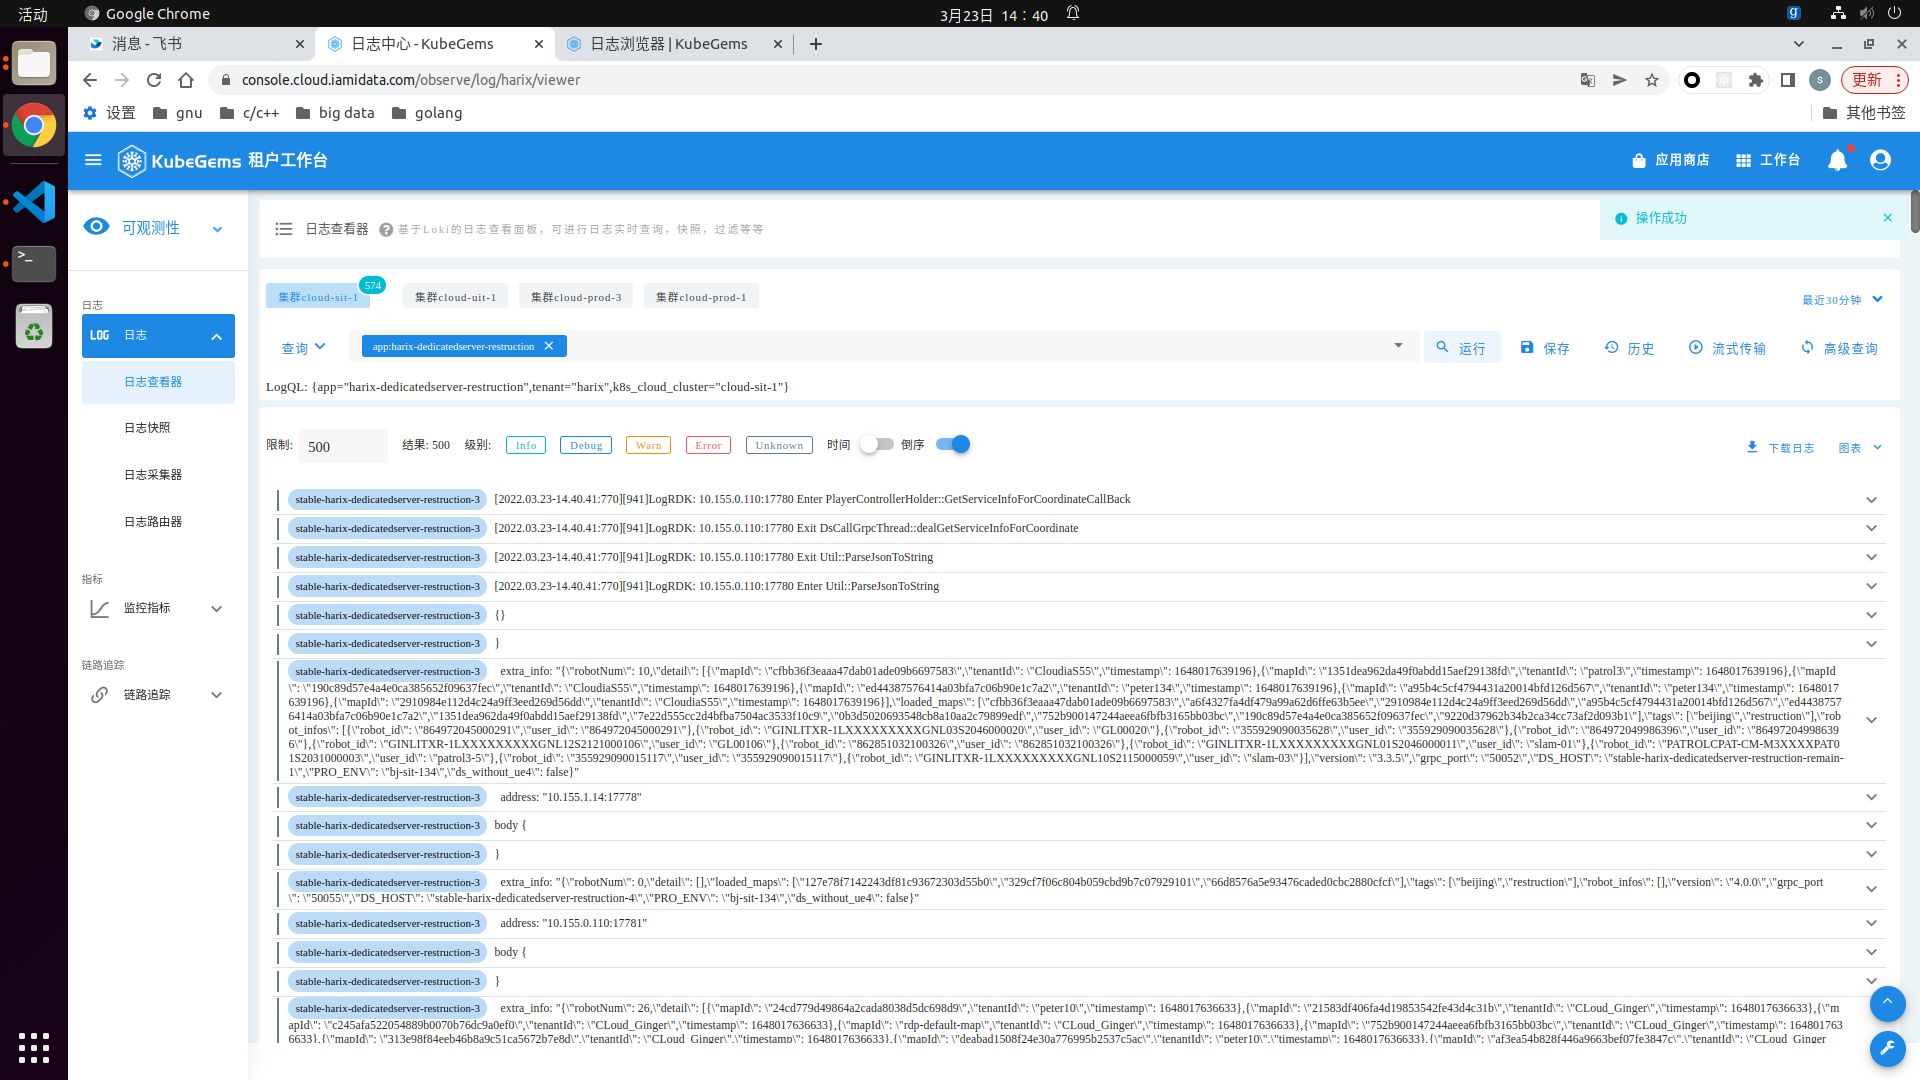 活动
Google Chrome
3月23日 14：40
消息 - 飞书
日志中心 - KubeGems
日志浏览器 | KubeGems
console.cloud.iamidata.com/observe/log/harix/viewer
更新
设置
gnu
c/c++
big data
golang
其他书签
KubeGems 租户工作台
应用商店
工作台
可观测性
日志查看器 基于Loki的日志查看面板，可进行日志实时查询，快照，过滤等等
操作成功
日志
LOG 日志
日志查看器
日志快照
日志采集器
日志路由器
指标
监控指标
链路追踪
链路追踪
集群cloud-sit-1
574
集群cloud-uit-1
集群cloud-prod-3
集群cloud-prod-1
最近30分钟
查询
app:harix-dedicatedserver-restruction
运行
保存
历史
流式传输
高级查询
LogQL: {app="harix-dedicatedserver-restruction",tenant="harix",k8s_cloud_cluster="cloud-sit-1"}
限制: 500 结果: 500 级别: Info Debug Warn Error Unknown 时间 倒序
下载日志
图表
stable-harix-dedicatedserver-restruction-3 [2022.03.23-14.40.41:770][941]LogRDK: 10.155.0.110:17780 Enter PlayerControllerHolder::GetServiceInfoForCoordinateCallBack
stable-harix-dedicatedserver-restruction-3 [2022.03.23-14.40.41:770][941]LogRDK: 10.155.0.110:17780 Exit DsCallGrpcThread::dealGetServiceInfoForCoordinate
stable-harix-dedicatedserver-restruction-3 [2022.03.23-14.40.41:770][941]LogRDK: 10.155.0.110:17780 Exit Util::ParseJsonToString
stable-harix-dedicatedserver-restruction-3 [2022.03.23-14.40.41:770][941]LogRDK: 10.155.0.110:17780 Enter Util::ParseJsonToString
stable-harix-dedicatedserver-restruction-3 {}
stable-harix-dedicatedserver-restruction-3 }
stable-harix-dedicatedserver-restruction-3 extra_info: "{\"robotNum\": 10,\"detail\": [{\"mapId\": \"cfbb36f3eaaa47dab01ade09b6697583\",\"tenantId\": \"CloudiaS55\",\"timestamp\": 1648017639196},{\"mapId\": \"1351dea962da49f0abdd15aef29138fd\",\"tenantId\": \"patrol3\",\"timestamp\": 1648017639196},{\"mapId
\": \"190c89d57e4a4e0ca385652f09637fec\",\"tenantId\": \"CloudiaS55\",\"timestamp\": 1648017639196},{\"mapId\": \"ed44387576414a03bfa7c06b90e1c7a2\",\"tenantId\": \"peter134\",\"timestamp\": 1648017639196},{\"mapId\": \"a95b4c5cf4794431a20014bfd126d567\",\"tenantId\": \"peter134\",\"timestamp\": 1648017
639196},{\"mapId\": \"2910984e112d4c24a9ff3eed269d56dd\",\"tenantId\": \"CloudiaS55\",\"timestamp\": 1648017639196}],\"loaded_maps\": [\"cfbb36f3eaaa47dab01ade09b6697583\",\"a6f4327fa4df479a99a62d6ffe63b5ee\",\"2910984e112d4c24a9ff3eed269d56dd\",\"a95b4c5cf4794431a20014bfd126d567\",\"ed4438757
6414a03bfa7c06b90e1c7a2\",\"1351dea962da49f0abdd15aef29138fd\",\"7e22d555cc2d4bfba7504ac3533f10c9\",\"0b3d5020693548cb8a10aa2c79899edf\",\"752b900147244aeea6fbfb3165bb03bc\",\"190c89d57e4a4e0ca385652f09637fec\",\"9220d37962b34b2ca34cc73af2d093b1\"],\"tags\": [\"beijing\",\"restruction\"],\"rob
ot_infos\": [{\"robot_id\": \"864972045000291\",\"user_id\": \"864972045000291\"},{\"robot_id\": \"GINLITXR-1LXXXXXXXXXGNL03S2046000020\",\"user_id\": \"GL00020\"},{\"robot_id\": \"355929090035628\",\"user_id\": \"355929090035628\"},{\"robot_id\": \"864972049986396\",\"user_id\": \"86497204998639
6\"},{\"robot_id\": \"GINLITXR-1LXXXXXXXXXGNL12S2121000106\",\"user_id\": \"GL00106\"},{\"robot_id\": \"862851032100326\",\"user_id\": \"862851032100326\"},{\"robot_id\": \"GINLITXR-1LXXXXXXXXXGNL01S2046000011\",\"user_id\": \"slam-01\"},{\"robot_id\": \"PATROLCPAT-CM-M3XXXXPAT0
1S2031000003\",\"user_id\": \"patrol3-5\"},{\"robot_id\": \"355929090015117\",\"user_id\": \"355929090015117\"},{\"robot_id\": \"GINLITXR-1LXXXXXXXXXGNL10S2115000059\",\"user_id\": \"slam-03\"}],\"version\": \"3.3.5\",\"grpc_port\": \"50052\",\"DS_HOST\": \"stable-harix-dedicatedserver-restruction-remain-
1\",\"PRO_ENV\": \"bj-sit-134\",\"ds_without_ue4\": false}"
stable-harix-dedicatedserver-restruction-3 address: "10.155.1.14:17778"
stable-harix-dedicatedserver-restruction-3 body {
stable-harix-dedicatedserver-restruction-3 }
stable-harix-dedicatedserver-restruction-3 extra_info: "{\"robotNum\": 0,\"detail\": [],\"loaded_maps\": [\"127e78f7142243df81c93672303d55b0\",\"329cf7f06c804b059cbd9b7c07929101\",\"66d8576a5e93476caded0cbc2880cfcf\"],\"tags\": [\"beijing\",\"restruction\"],\"robot_infos\": [],\"version\": \"4.0.0\",\"grpc_port
\": \"50055\",\"DS_HOST\": \"stable-harix-dedicatedserver-restruction-4\",\"PRO_ENV\": \"bj-sit-134\",\"ds_without_ue4\": false}"
stable-harix-dedicatedserver-restruction-3 address: "10.155.0.110:17781"
stable-harix-dedicatedserver-restruction-3 body {
stable-harix-dedicatedserver-restruction-3 }
stable-harix-dedicatedserver-restruction-3 extra_info: "{\"robotNum\": 26,\"detail\": [{\"mapId\": \"24cd779d49864a2cada8038d5dc698d9\",\"tenantId\": \"peter10\",\"timestamp\": 1648017636633},{\"mapId\": \"21583df406fa4d19853542fe43d4c31b\",\"tenantId\": \"CLoud_Ginger\",\"timestamp\": 1648017636633},{\"m
apId\": \"c245afa522054889b0070b76dc9a0ef0\",\"tenantId\": \"CLoud_Ginger\",\"timestamp\": 1648017636633},{\"mapId\": \"rdp-default-map\",\"tenantId\": \"CLoud_Ginger\",\"timestamp\": 1648017636633},{\"mapId\": \"752b900147244aeea6fbfb3165bb03bc\",\"tenantId\": \"CLoud_Ginger\",\"timestamp\": 164801763
6633},{\"mapId\": \"313e98f84eeb46b8a9c51ca5672b7e8d\",\"tenantId\": \"CLoud_Ginger\",\"timestamp\": 1648017636633},{\"mapId\": \"deabad1508f24e30a776995b2537c5ac\",\"tenantId\": \"peter10\",\"timestamp\": 1648017636633},{\"mapId\": \"af3ea54b828f446a9663bef07fe3847c\",\"tenantId\": \"CLoud_Ginger